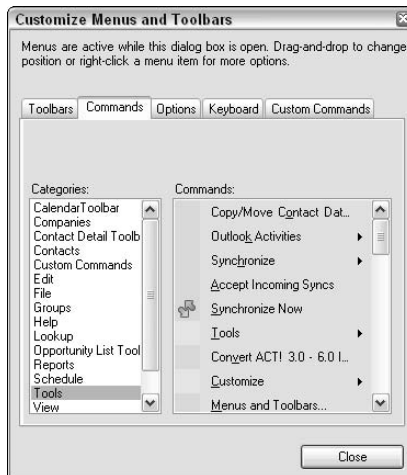 Customize Menus and Toolbars
Menus are active while this dialog box is open. Drag-and-drop to change
position or right-click a menu item for more options.
Toolbars Commands Options Keyboard Custom Commands
Categories:
CalendarToolbar
Companies
Contact Detail Toolb
Contacts
Custom Commands
Edit
File
Groups
Help
Lookup
Opportunity List Tool
Reports
Schedule
Tools
View
Commands:
Copy/Move Contact Dat...
Outlook Activities
Synchronize
Accept Incoming Syncs
Synchronize Now
Tools
Convert ACT! 3.0 - 6.0 I...
Customize
Menus and Toolbars...
Close